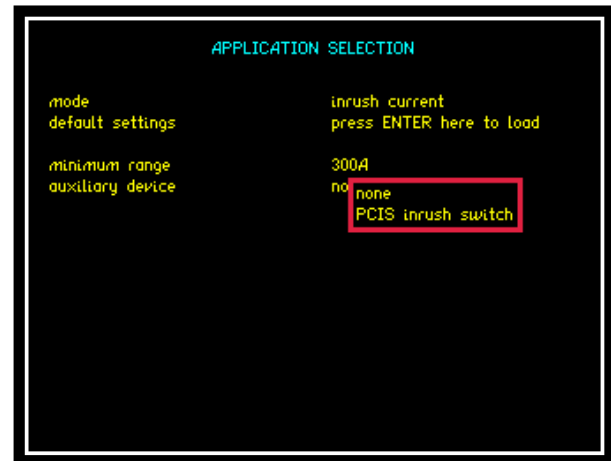 APPLICATION SELECTION
mode inrush current
default settings press ENTER here to load
minimum range 300A
auxiliary device no
none
PCIS inrush switch